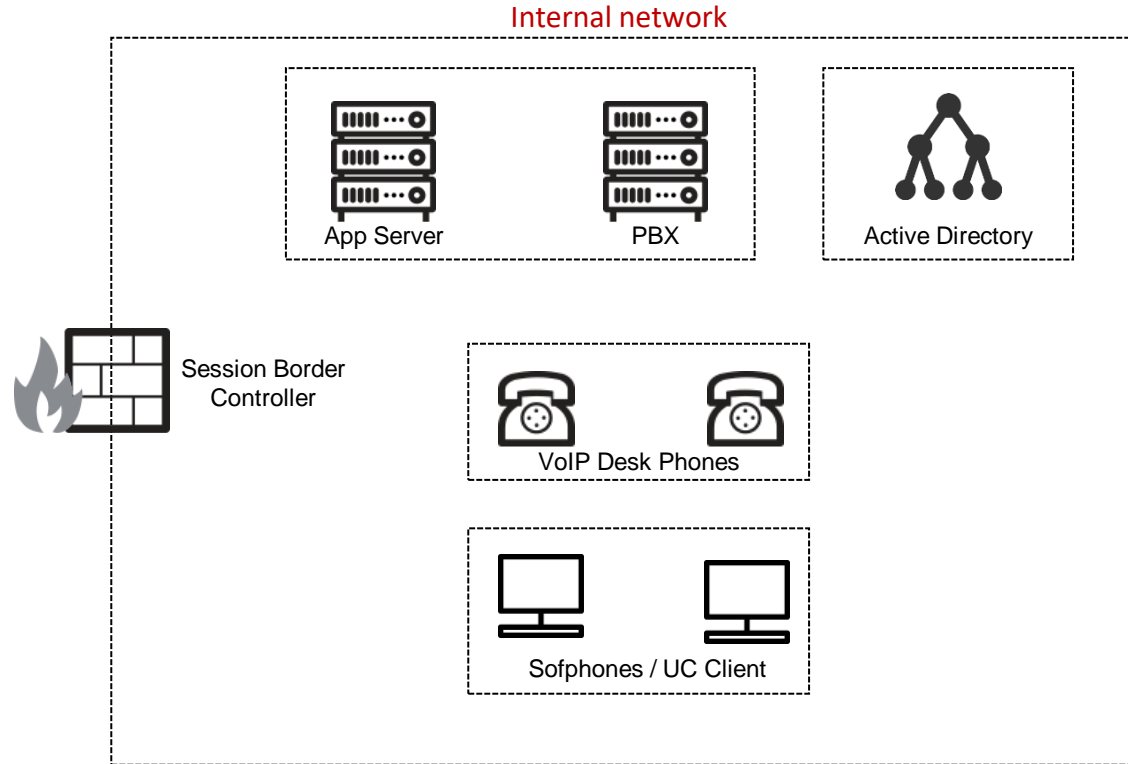 Internal network
App Server
PBX
Active Directory
Session Border
Controller
VoIP Desk Phones
Sofphones / UC Client